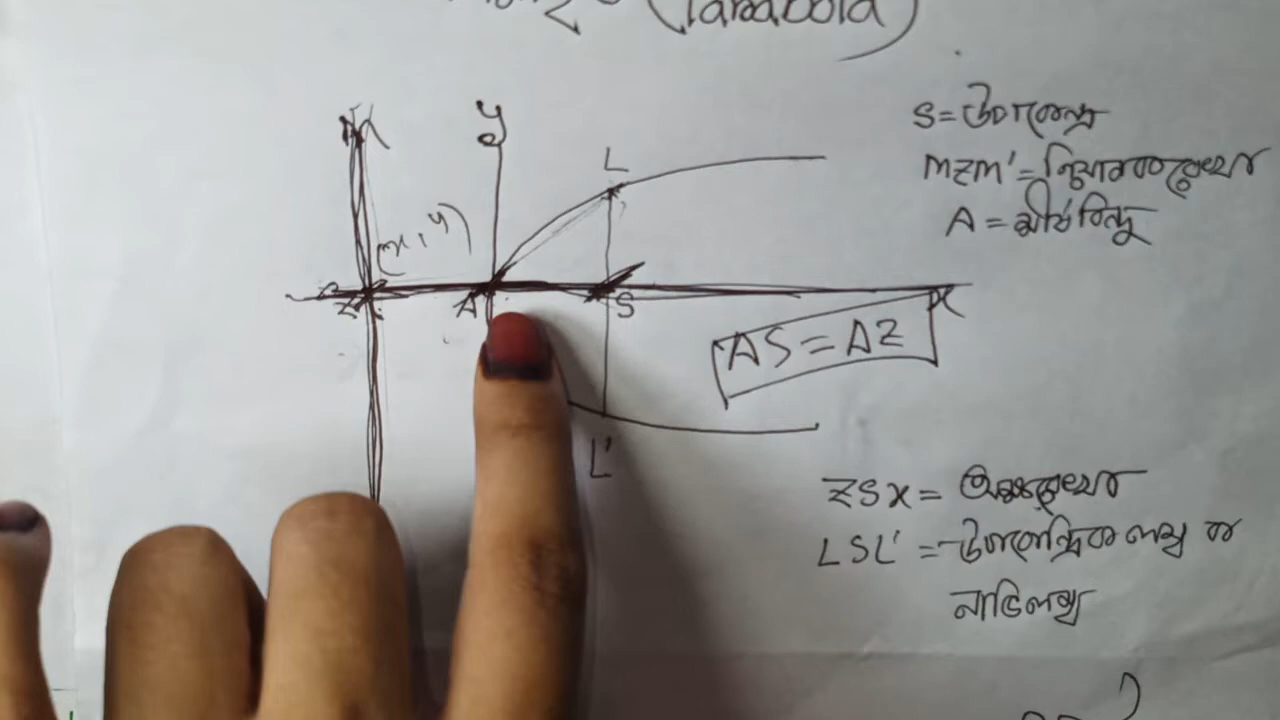 (Parabola)
y
L
S = উপকেন্দ্র
MZM' = নিয়ামকরেখা
A = শীর্ষবিন্দু
(x, y)
Z A S x
AS = AZ
L'
ZSX = অক্ষরেখা
LSL' = উপকেন্দ্রিক লম্ব বা
নাভিলম্ব